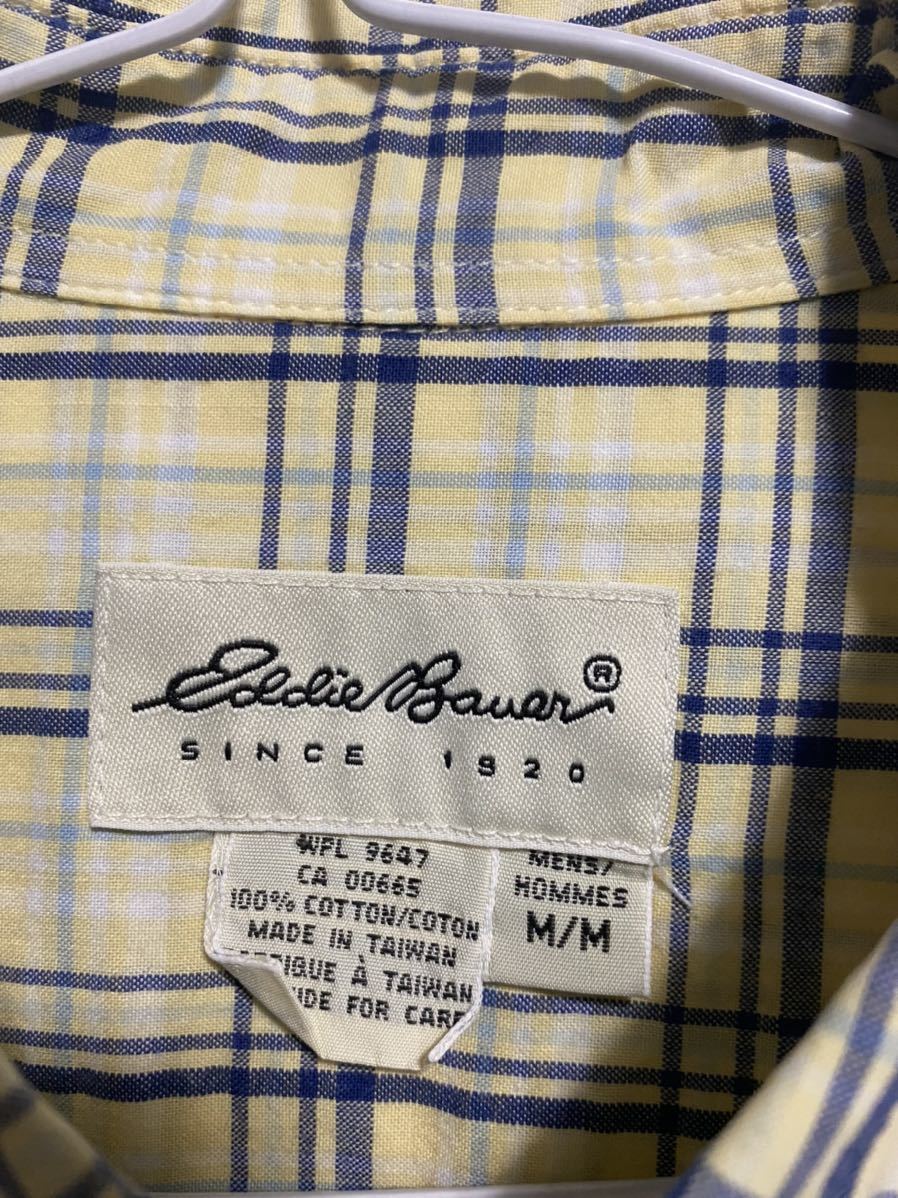 Eddie Bauer ®
SINCE 1920
WPL 9647
CA 00665
100% COTTON/COTON
MADE IN TAIWAN
À TAIWAN
FOR CARE
MENS/
HOMMES
M/M